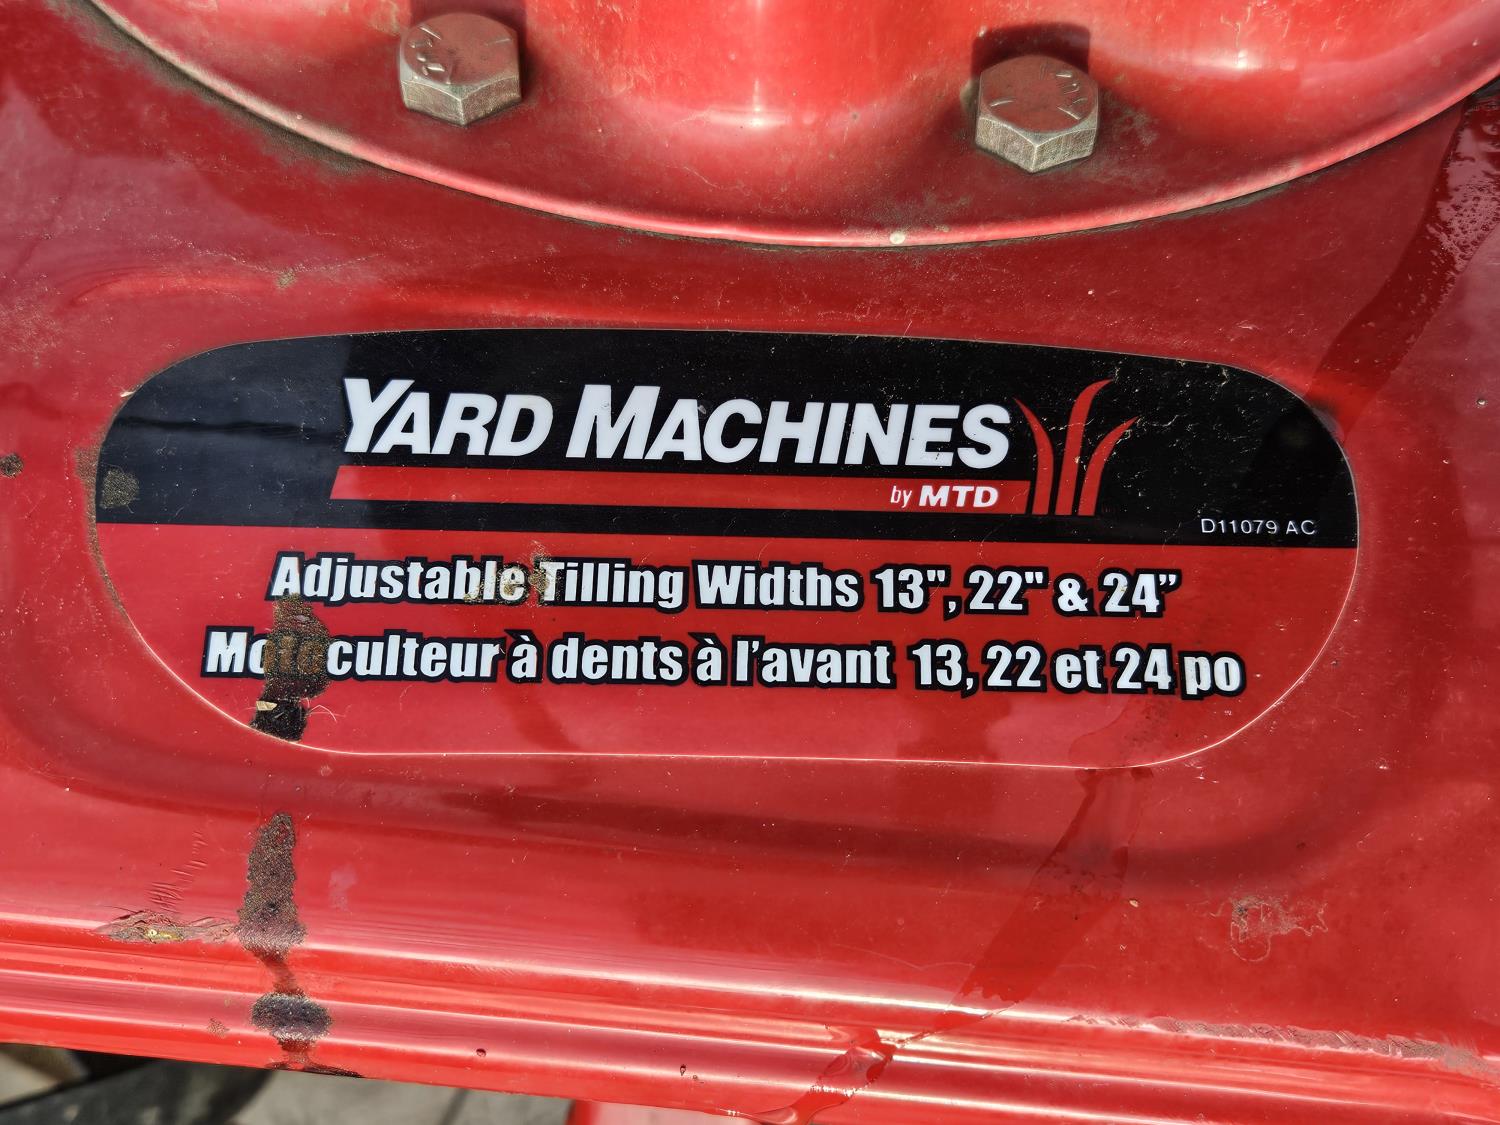 YARD MACHINES
by MTD
D11079 AC
Adjustable Tilling Widths 13", 22" & 24”
Motoculteur à dents à l’avant 13, 22 et 24 po